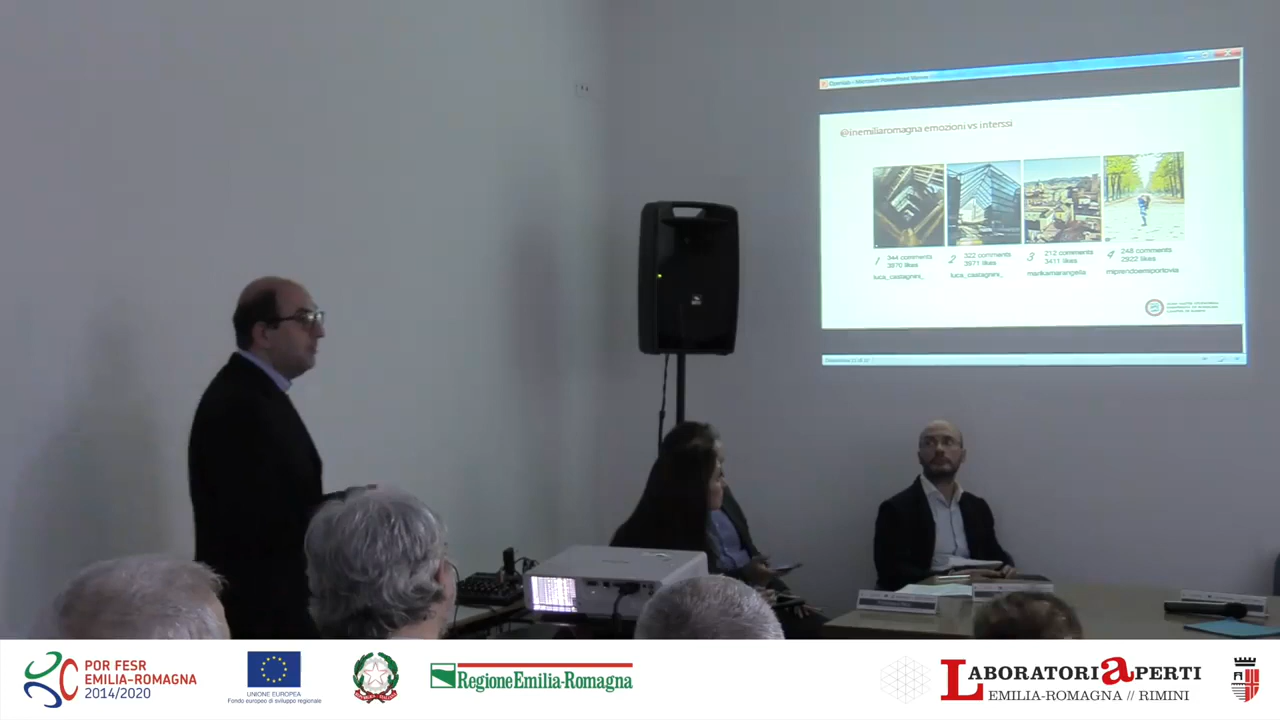 @inemiliaromagna emozioni vs interssi
1 344 comments
3970 likes
luca_castagnini_
2 322 comments
3971 likes
luca_castagnini_
3 212 comments
3411 likes
marikamarangella
4 248 comments
2922 likes
miprendoemiportovia
POR FESR
EMILIA-ROMAGNA
2014/2020
UNIONE EUROPEA
Fondo europeo di sviluppo regionale
RegioneEmilia-Romagna
LABORATORI APERTI
EMILIA-ROMAGNA // RIMINI